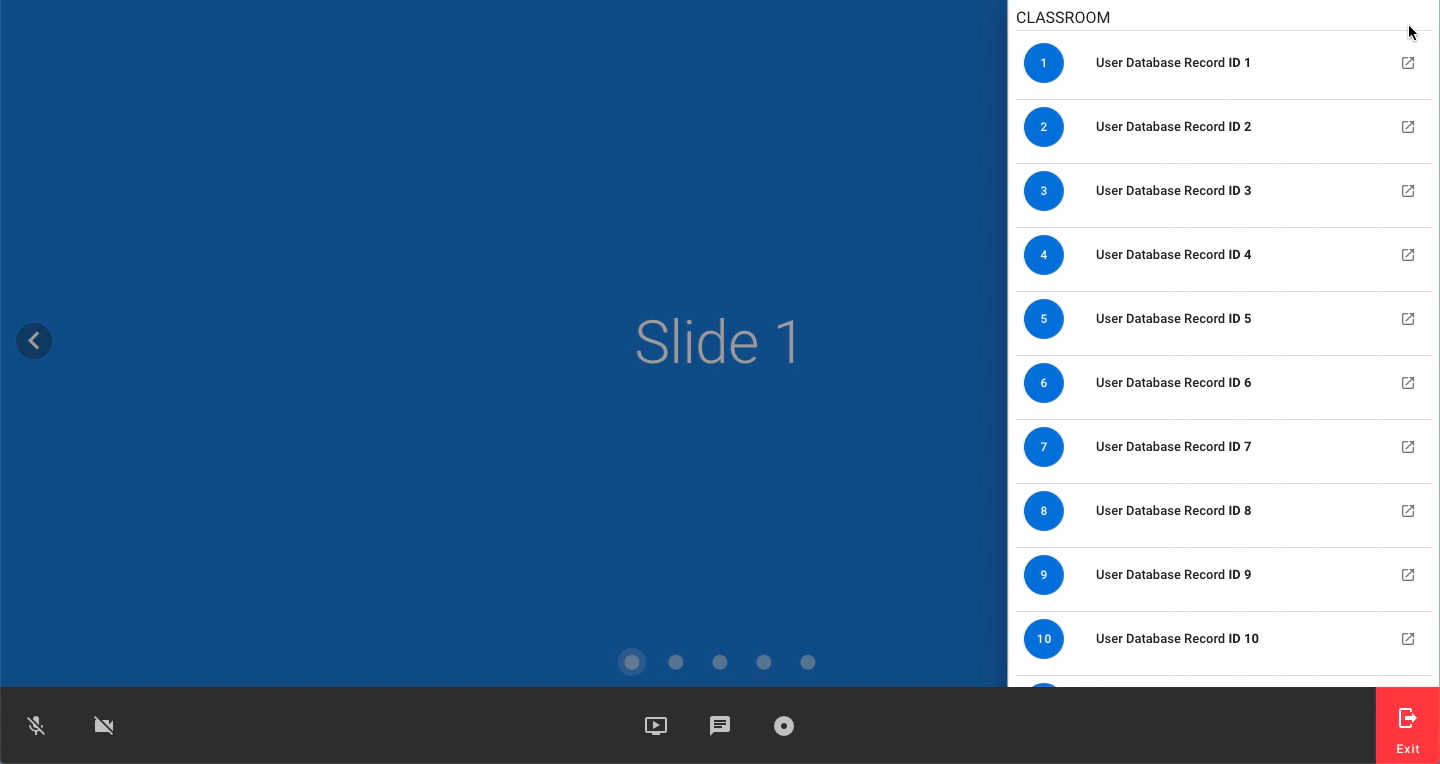 CLASSROOM
1 User Database Record ID 1
2 User Database Record ID 2
3 User Database Record ID 3
4 User Database Record ID 4
5 User Database Record ID 5
6 User Database Record ID 6
7 User Database Record ID 7
8 User Database Record ID 8
9 User Database Record ID 9
10 User Database Record ID 10
Slide 1
Exit